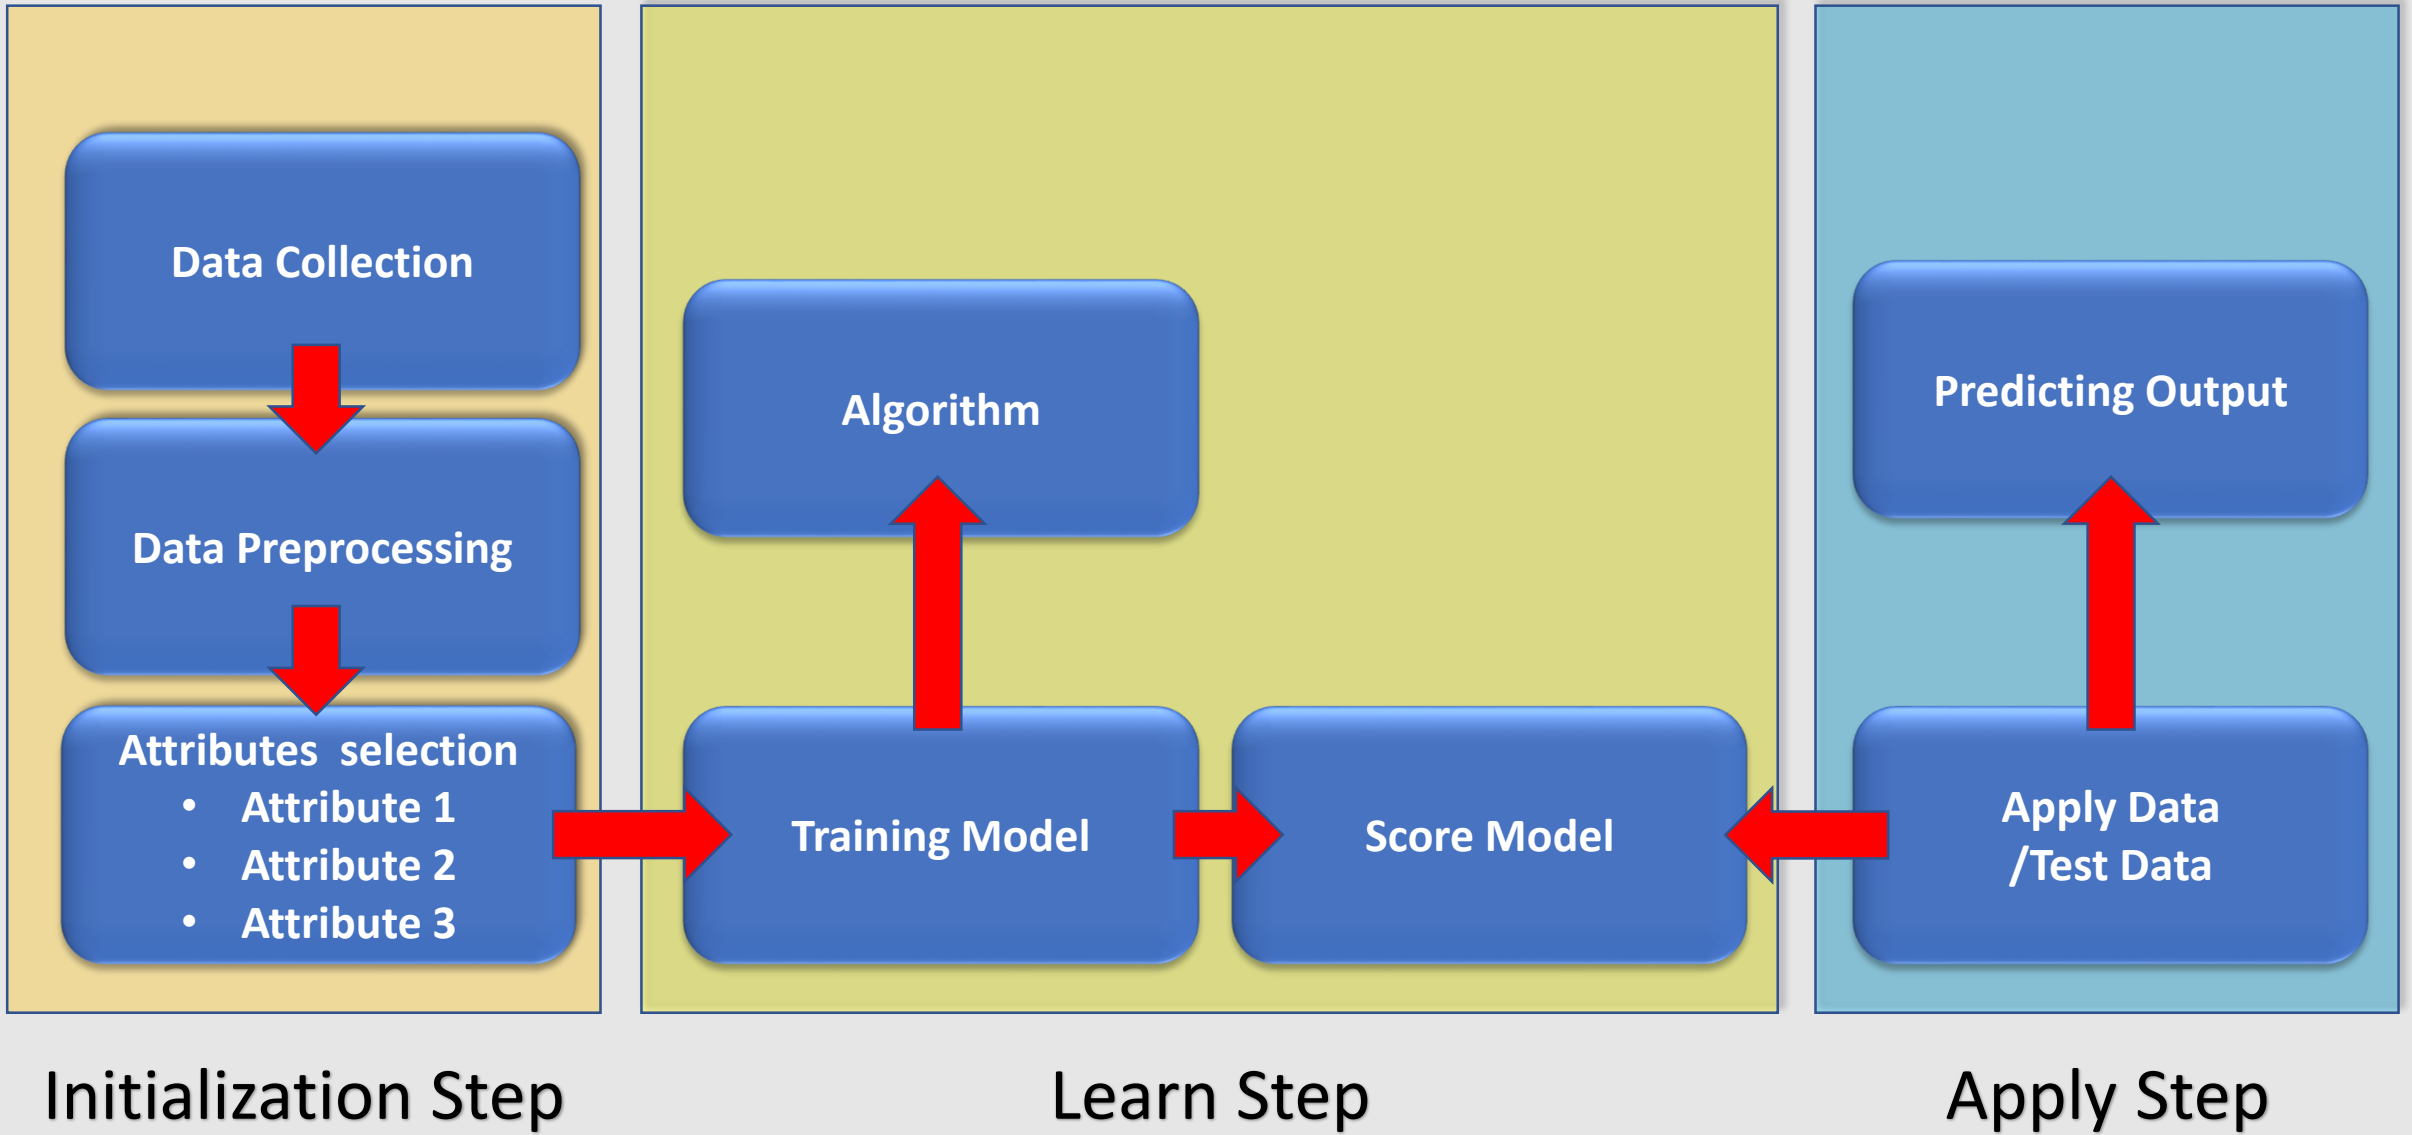 Data Collection
Data Preprocessing
Attributes selection
• Attribute 1
• Attribute 2
• Attribute 3
Algorithm
Training Model
Score Model
Predicting Output
Apply Data
/Test Data
Initialization Step
Learn Step
Apply Step